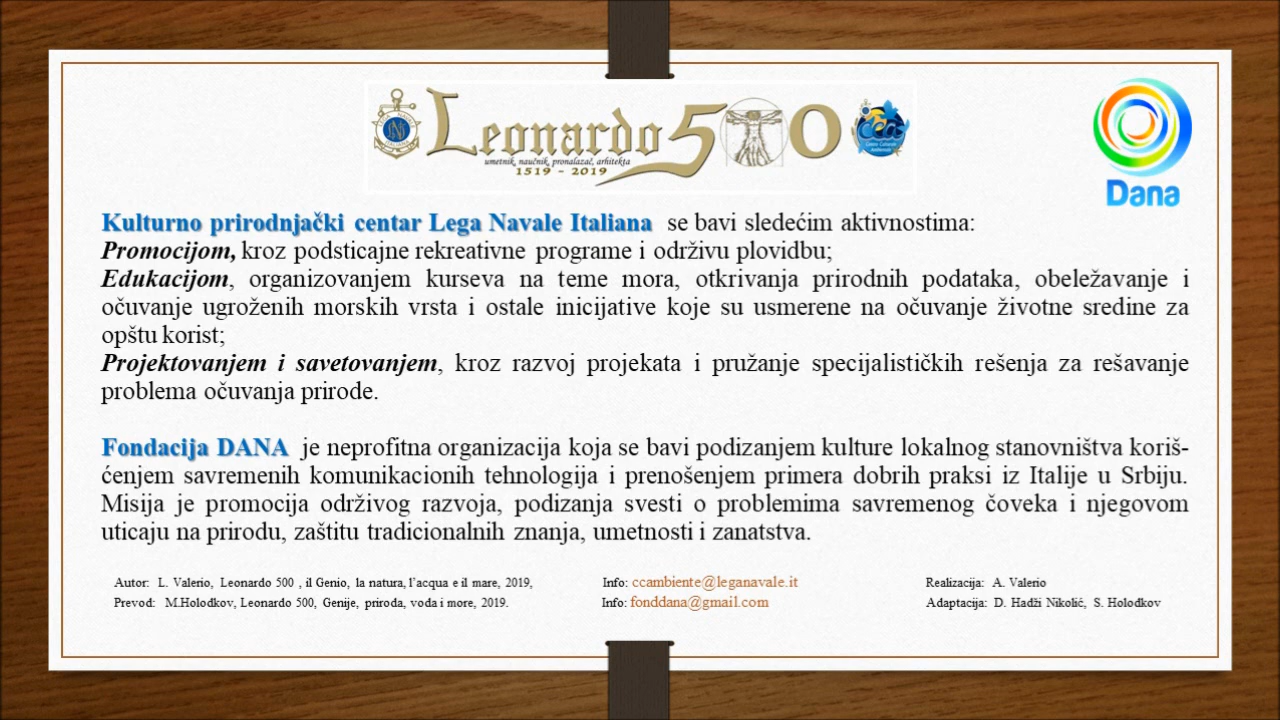 Leonardo 500
umetnik, naučnik, pronalazač, arhitekta
1519 - 2019
Dana
Kulturno prirodnjački centar Lega Navale Italiana se bavi sledećim aktivnostima:
Promocijom, kroz podsticajne rekreativne programe i održivu plovidbu;
Edukacijom, organizovanjem kurseva na teme mora, otkrivanja prirodnih podataka, obeležavanje i
očuvanje ugroženih morskih vrsta i ostale inicijative koje su usmerene na očuvanje životne sredine za
opštu korist;
Projektovanjem i savetovanjem, kroz razvoj projekata i pružanje specijalističkih rešenja za rešavanje
problema očuvanja prirode.
Fondacija DANA je neprofitna organizacija koja se bavi podizanjem kulture lokalnog stanovništva koriš-
ćenjem savremenih komunikacionih tehnologija i prenošenjem primera dobrih praksi iz Italije u Srbiju.
Misija je promocija održivog razvoja, podizanja svesti o problemima savremenog čoveka i njegovom
uticaju na prirodu, zaštitu tradicionalnih znanja, umetnosti i zanatstva.
Autor: L. Valerio, Leonardo 500 , il Genio, la natura, l'acqua e il mare, 2019,
Prevod: M.Holodkov, Leonardo 500, Genije, priroda, voda i more, 2019.
Info: ccambiente@leganavale.it
Info: fonddana@gmail.com
Realizacija: A. Valerio
Adaptacija: D. Hadži Nikolić, S. Holodkov